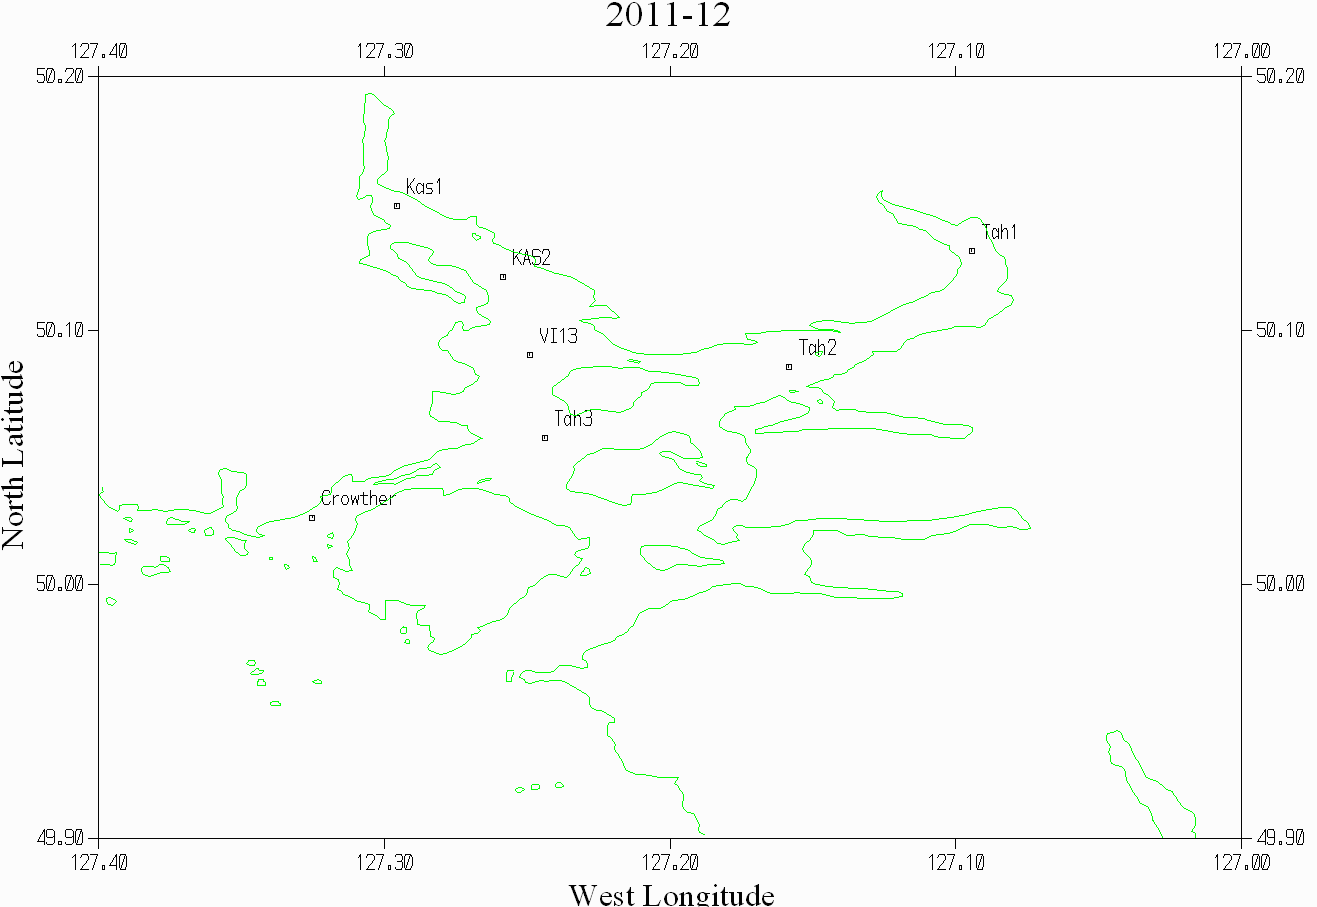 2011-12
127.40 127.30 127.20 127.10 127.00
50.20 50.20
Kas1
Tah1
KAS2
50.10 50.10
VI13
Tah2
Tah3
Crowther
50.00 50.00
49.90 49.90
127.40 127.30 127.20 127.10 127.00
North Latitude
West Longitude